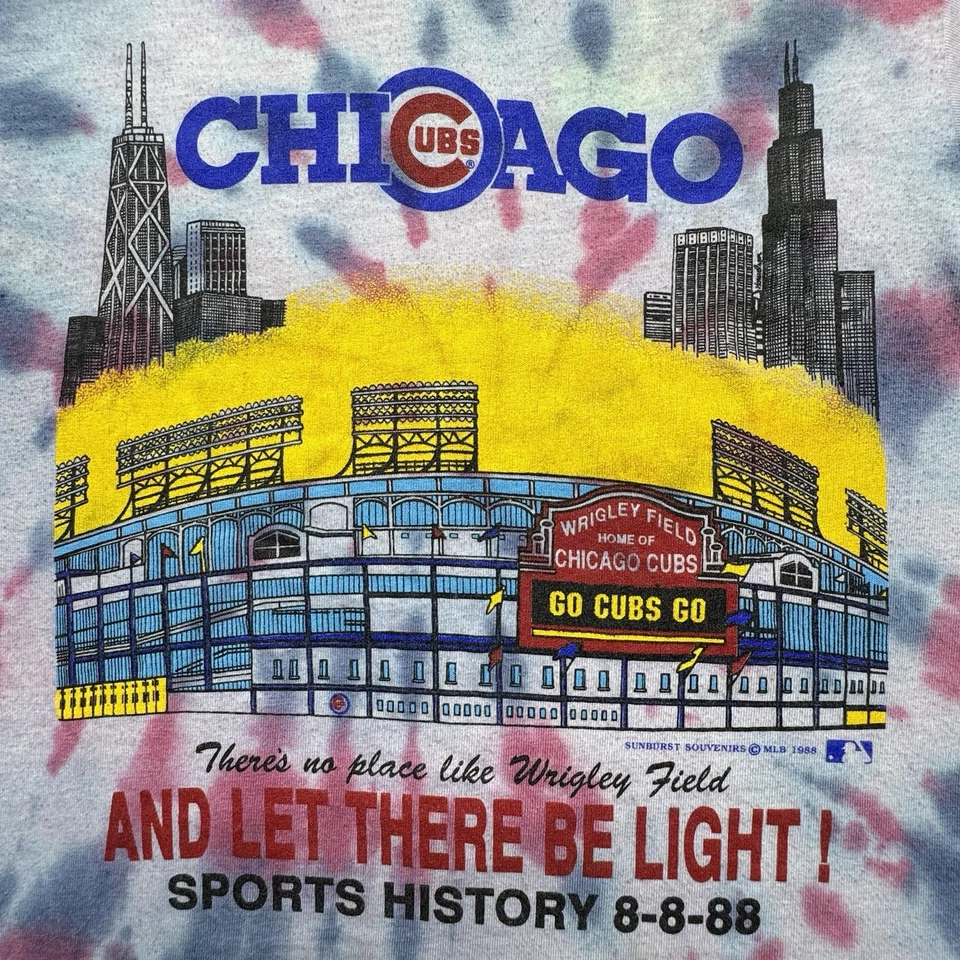 CHICAGO
CUBS®
WRIGLEY FIELD
HOME OF
CHICAGO CUBS
GO CUBS GO
SUNBURST SOUVENIRS © MLB 1988
There's no place like Wrigley Field
AND LET THERE BE LIGHT !
SPORTS HISTORY 8-8-88